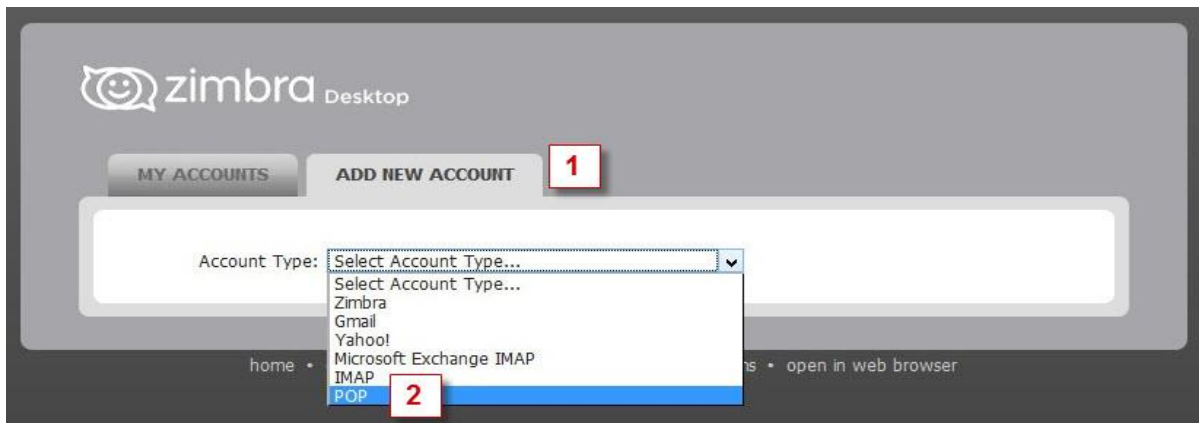 zimbra Desktop
MY ACCOUNTS
ADD NEW ACCOUNT
1
Account Type: Select Account Type...
Select Account Type...
Zimbra
Gmail
Yahoo!
Microsoft Exchange IMAP
IMAP
POP
2
home • • open in web browser